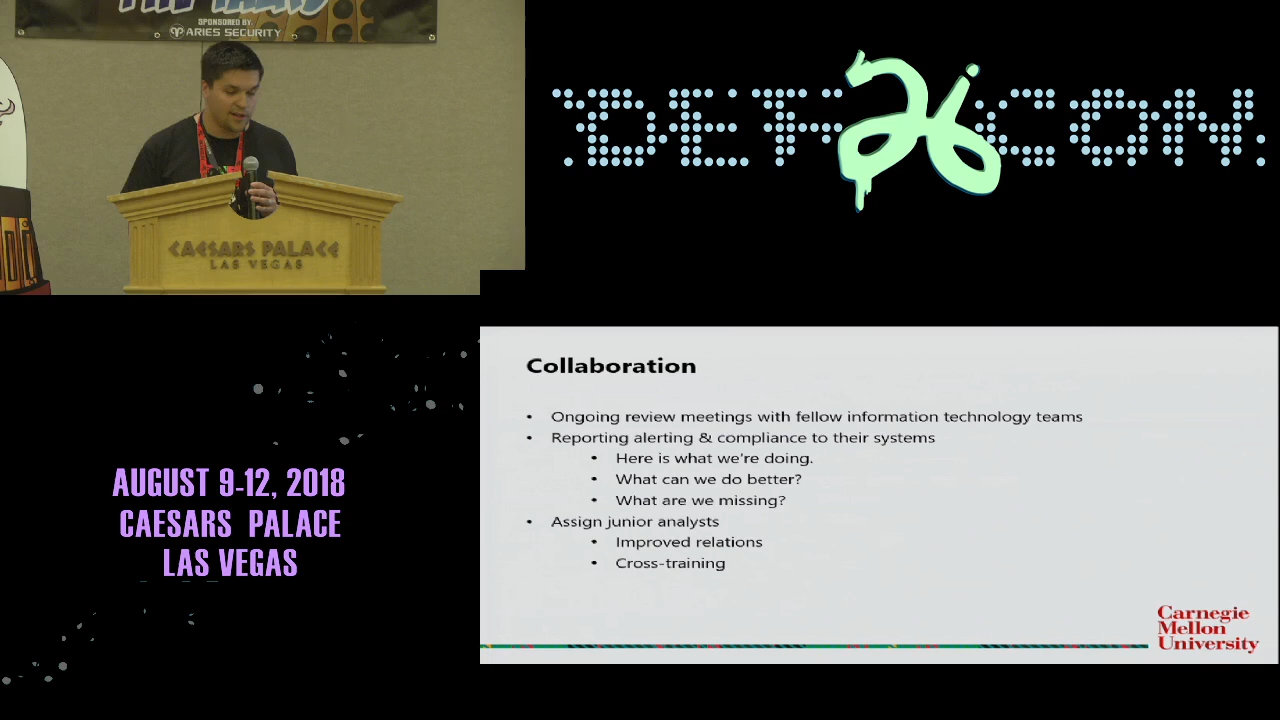 SPONSORED BY:
ARIES SECURITY
CAESARS PALACE
LAS VEGAS
DEF CON
26
AUGUST 9-12, 2018
CAESARS PALACE
LAS VEGAS
Collaboration
• Ongoing review meetings with fellow information technology teams
• Reporting alerting & compliance to their systems
• Here is what we're doing.
• What can we do better?
• What are we missing?
• Assign junior analysts
• Improved relations
• Cross-training
Carnegie
Mellon
University